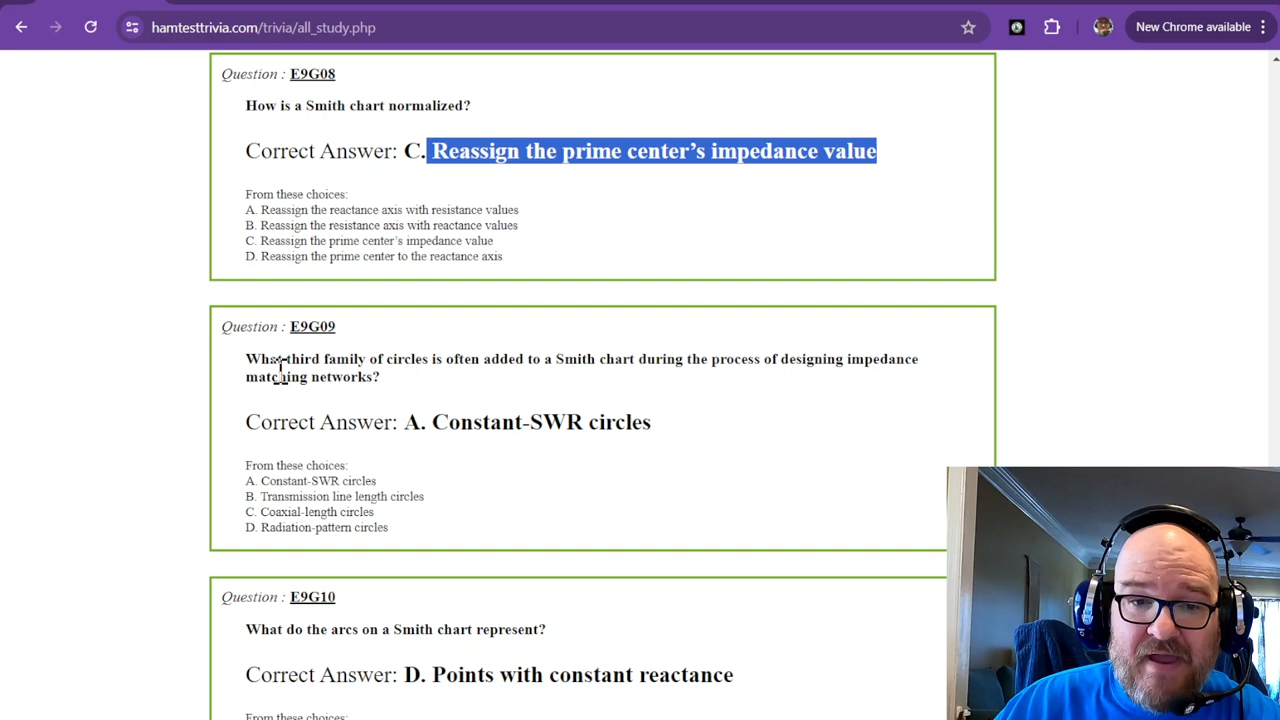 hamtesttrivia.com/trivia/all_study.php
New Chrome available
Question : E9G08
How is a Smith chart normalized?
Correct Answer: C. Reassign the prime center’s impedance value
From these choices:
A. Reassign the reactance axis with resistance values
B. Reassign the resistance axis with reactance values
C. Reassign the prime center’s impedance value
D. Reassign the prime center to the reactance axis
Question : E9G09
What third family of circles is often added to a Smith chart during the process of designing impedance
matching networks?
Correct Answer: A. Constant-SWR circles
From these choices:
A. Constant-SWR circles
B. Transmission line length circles
C. Coaxial-length circles
D. Radiation-pattern circles
Question : E9G10
What do the arcs on a Smith chart represent?
Correct Answer: D. Points with constant reactance
From these choices: